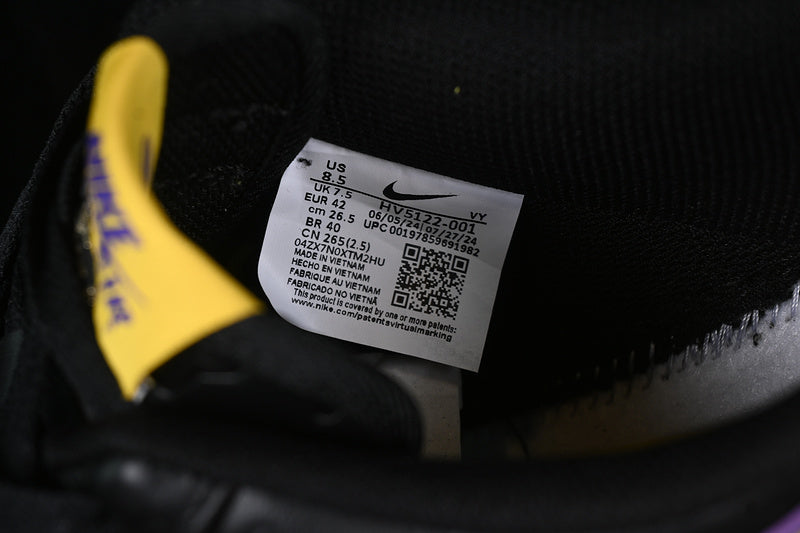 US
8.5
UK 7.5
EUR 42
cm 26.5
BR 40
CN 265(2.5)
HV5122-001 VY
06/05/24 07/27/24
UPC 00197859691982
04ZX7N0XTM2HU
MADE IN VIETNAM
HECHO EN VIETNAM
FABRIQUE AU VIETNAM
FABRICADO NO VIETNÃ
This product is covered by one or more patents:
www.nike.com/patentsvirtualmarking
NIKE